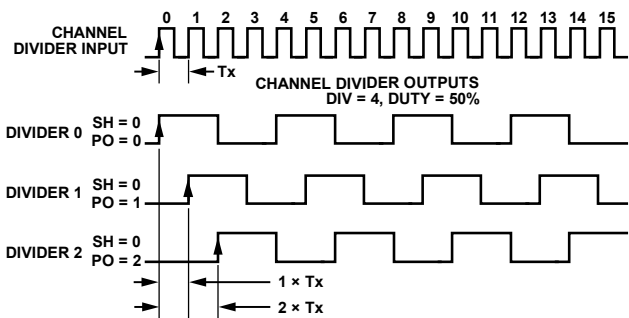 0 1 2 3 4 5 6 7 8 9 10 11 12 13 14 15
CHANNEL
DIVIDER INPUT
Tx
CHANNEL DIVIDER OUTPUTS
DIV = 4, DUTY = 50%
DIVIDER 0
SH = 0
PO = 0
DIVIDER 1
SH = 0
PO = 1
DIVIDER 2
SH = 0
PO = 2
1 × Tx
2 × Tx